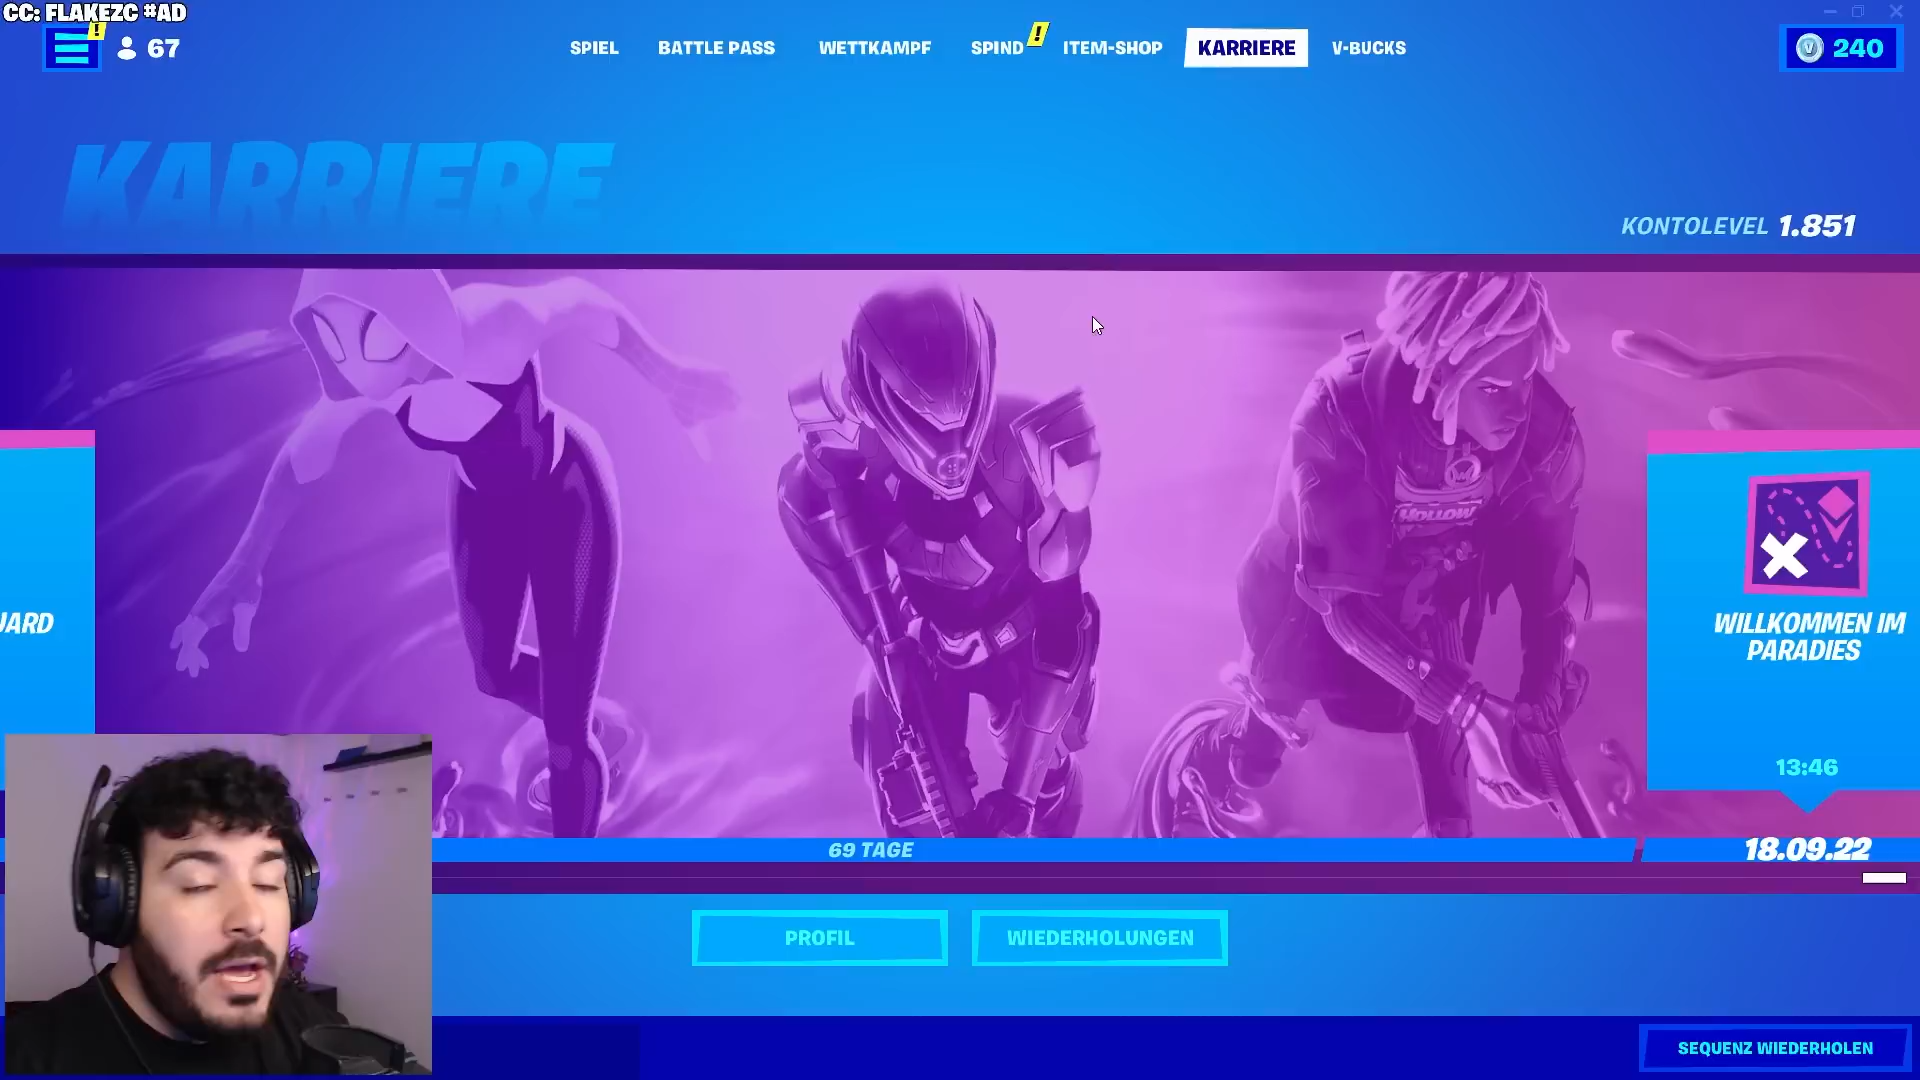 CC: FLAKEZC #AD
!
67
SPIEL
BATTLE PASS
WETTKAMPF
SPIND
!
ITEM-SHOP
KARRIERE
V-BUCKS
240
KARRIERE
KONTOLEVEL 1.851
HOLLOW
UARD
WILLKOMMEN IM
PARADIES
13:46
69 TAGE
18.09.22
PROFIL
WIEDERHOLUNGEN
SEQUENZ WIEDERHOLEN